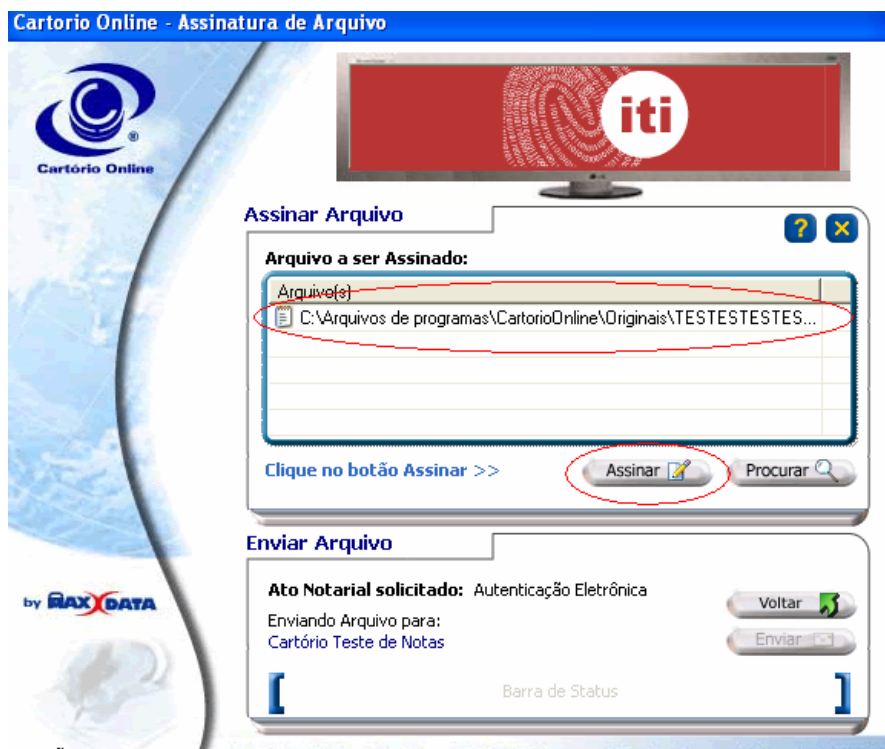 Cartorio Online - Assinatura de Arquivo
iti
®
Cartório Online
Assinar Arquivo
?
Arquivo a ser Assinado:
Arquivo(s)
C:\Arquivos de programas\CartorioOnline\Originais\TESTESTESTES...
Clique no botão Assinar >>
Assinar
Procurar
Enviar Arquivo
Ato Notarial solicitado: Autenticação Eletrônica
Voltar
by MAXXDATA
Enviando Arquivo para:
Cartório Teste de Notas
Enviar
Barra de Status